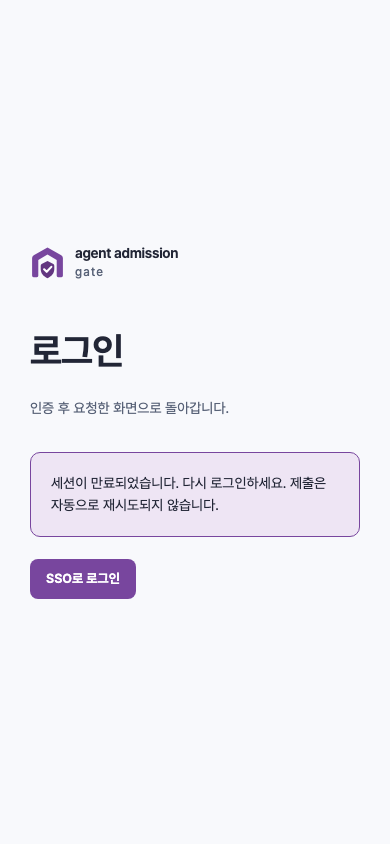 agent admission
gate
로그인
인증 후 요청한 화면으로 돌아갑니다.
세션이 만료되었습니다. 다시 로그인하세요. 제출은
자동으로 재시도되지 않습니다.
SSO로 로그인